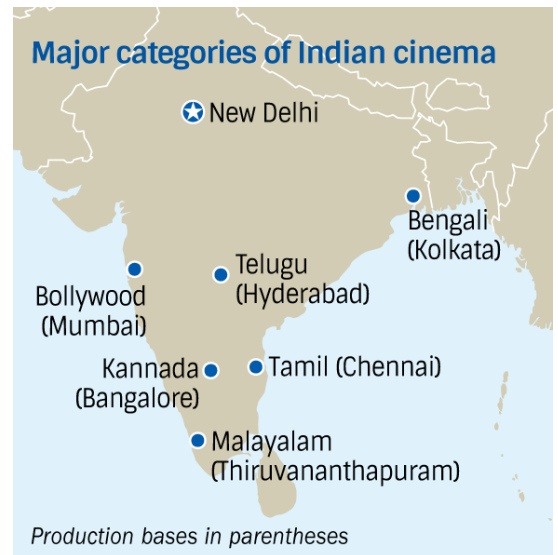 Major categories of Indian cinema
New Delhi
Bengali
(Kolkata)
Telugu
(Hyderabad)
Bollywood
(Mumbai)
Kannada
(Bangalore)
Tamil (Chennai)
Malayalam
(Thiruvananthapuram)
Production bases in parentheses